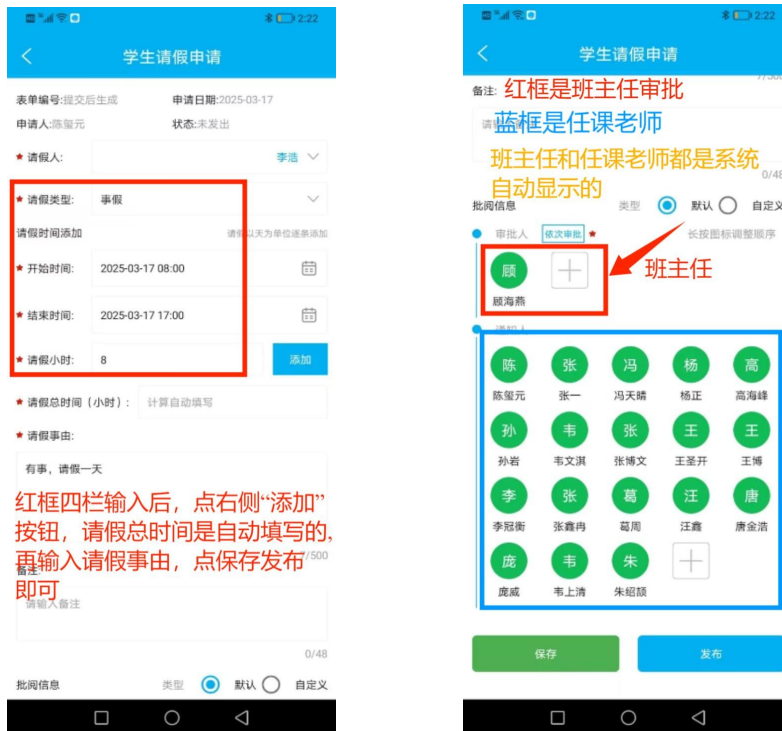 2:22
学生请假申请
表单编号:提交后生成 申请日期:2025-03-17
申请人:陈玺元 状态:未发出
★ 请假人: 李浩
★ 请假类型: 事假
请假时间添加 请假以天为单位逐条添加
★ 开始时间: 2025-03-17 08:00
★ 结束时间: 2025-03-17 17:00
★ 请假小时: 8 添加
★ 请假总时间（小时）: 计算自动填写
★ 请假事由:
有事，请假一天
红框四栏输入后，点右侧“添加”
按钮，请假总时间是自动填写的,
再输入请假事由，点保存发布
即可
7/500
备注:
请输入备注
0/48
批阅信息 类型 默认 自定义
2:22
学生请假申请
7/500
备注:
红框是班主任审批
蓝框是任课老师
班主任和任课老师都是系统
自动显示的
0/48
批阅信息 类型 默认 自定义
审批人 依次审批 ★ 长按图标调整顺序
顾
顾海燕
班主任
通知人
陈 张 冯 杨 高
陈玺元 张一 冯天晴 杨正 高海峰
孙 韦 张 王 王
孙岩 韦文淇 张博文 王圣开 王博
李 张 葛 汪 唐
李冠衡 张鑫冉 葛周 汪鑫 唐金浩
庞 韦 朱
庞威 韦上清 朱绍颉
保存 发布